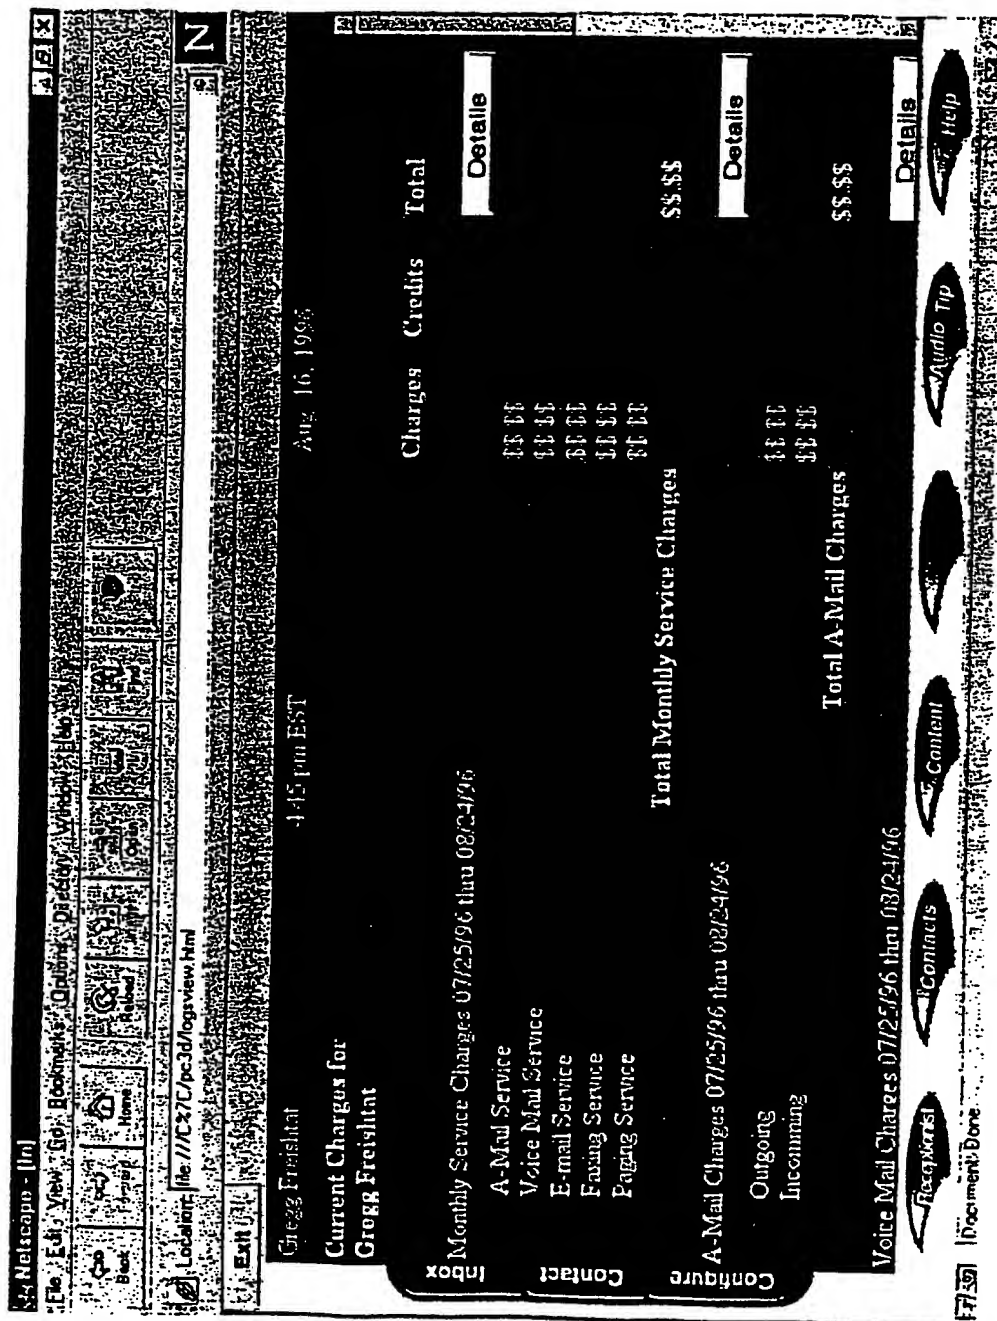 Netscape - [In]
File Edit View Go Bookmarks Options Directory Window Help
Back Forward Home Reload Open Find
Location: file:///C%7C/pc3d/logsview.html
N
Exit
Gregg Freishtat 4:45 pm EST Aug. 16, 1996
Current Charges for
Gregg Freishtat
Charges Credits Total
Inbox
Contact
Configure
Monthly Service Charges 07/25/96 thru 08/24/96 Details
A-Mail Service $$.$$
Voice Mail Service $$.$$
E-mail Service $$.$$
Faxing Service $$.$$
Paging Service $$.$$
Total Monthly Service Charges $$.$$
A-Mail Charges 07/25/96 thru 08/24/96 Details
Outgoing $$.$$
Incomming $$.$$
Total A-Mail Charges $$.$$
Voice Mail Charges 07/25/96 thru 08/24/96 Details
Receptionist Contacts Content Audio Tip Help
Document Done